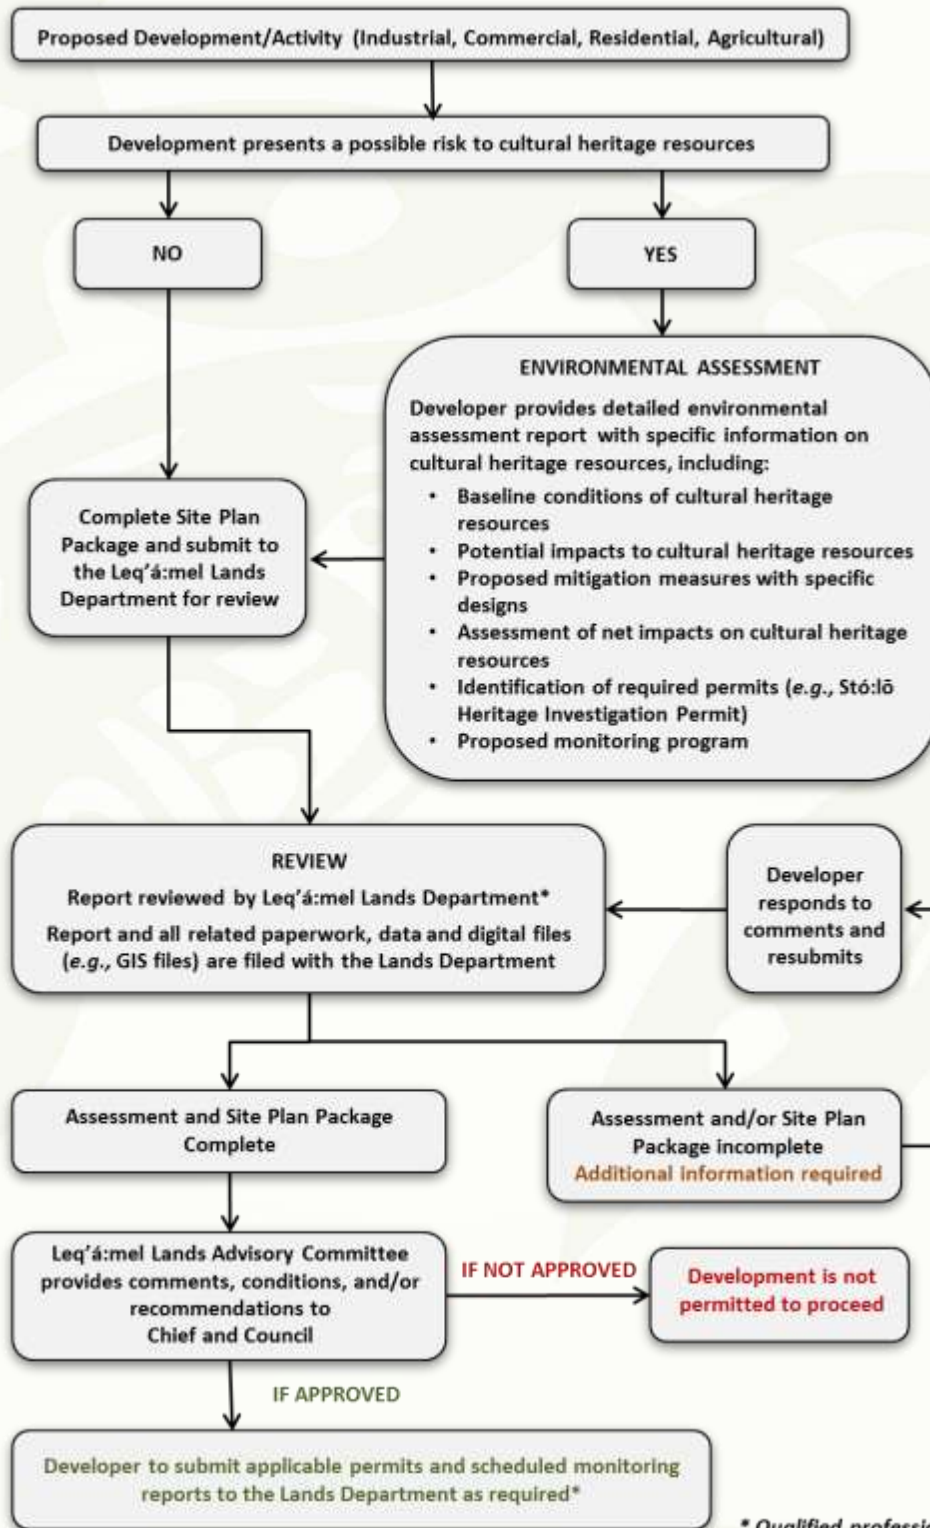 Proposed Development/Activity (Industrial, Commercial, Residential, Agricultural)
Development presents a possible risk to cultural heritage resources
NO
YES
ENVIRONMENTAL ASSESSMENT
Developer provides detailed environmental
assessment report with specific information on
cultural heritage resources, including:
• Baseline conditions of cultural heritage
resources
• Potential impacts to cultural heritage resources
• Proposed mitigation measures with specific
designs
• Assessment of net impacts on cultural heritage
resources
• Identification of required permits (e.g., Stó:lō
Heritage Investigation Permit)
• Proposed monitoring program
Complete Site Plan
Package and submit to
the Leq'á:mel Lands
Department for review
REVIEW
Report reviewed by Leq'á:mel Lands Department*
Report and all related paperwork, data and digital files
(e.g., GIS files) are filed with the Lands Department
Developer
responds to
comments and
resubmits
Assessment and Site Plan Package
Complete
Assessment and/or Site Plan
Package incomplete
Additional information required
Leq'á:mel Lands Advisory Committee
provides comments, conditions, and/or
recommendations to
Chief and Council
IF NOT APPROVED
Development is not
permitted to proceed
IF APPROVED
Developer to submit applicable permits and scheduled monitoring
reports to the Lands Department as required*
* Qualified